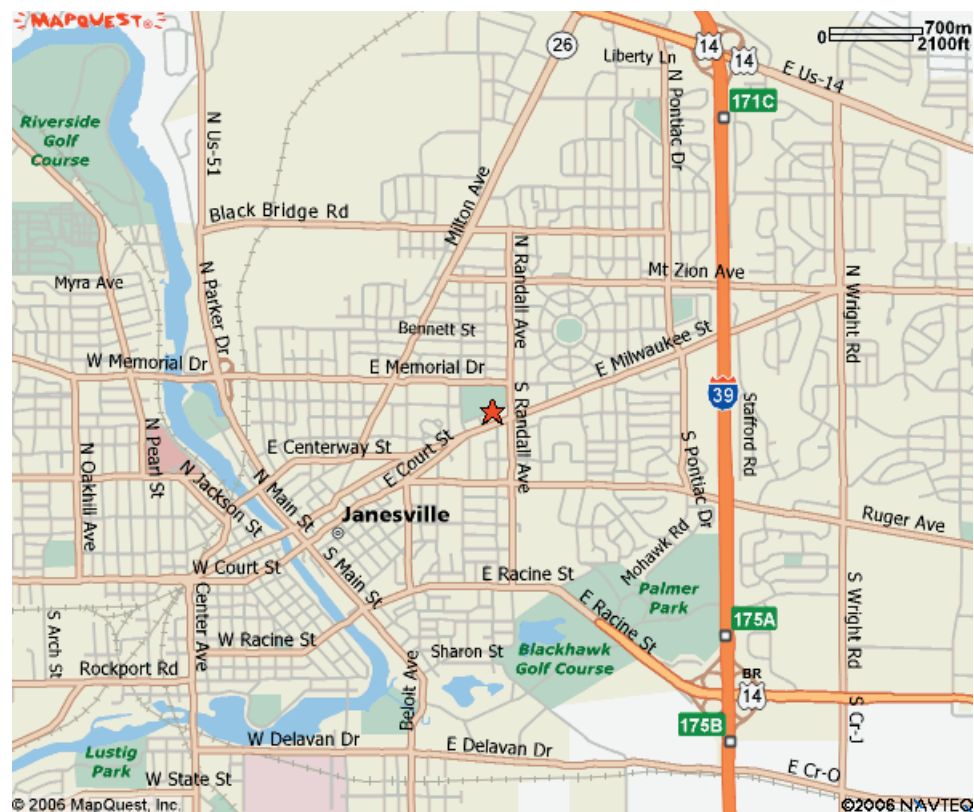 MAPQUEST®
700m
0
2100ft
26
14
14
Liberty Ln
E Us-14
171C
Riverside
Golf
Course
N Us-51
N Pontiac Dr
Milton Ave
Black Bridge Rd
N Randall Ave
Mt Zion Ave
N Wright Rd
Myra Ave
N Parker Dr
Bennett St
E Milwaukee St
W Memorial Dr
E Memorial Dr
39
Stafford Rd
S Randall Ave
N Pearl St
N Oakhill Ave
E Centerway St
E Court St
S Pontiac Dr
N Jackson St
N Main St
Janesville
Ruger Ave
Mohawk Rd
W Court St
S Main St
E Racine St
Palmer
Park
S Wright Rd
S Arch St
Center Ave
W Racine St
E Racine St
175A
Sharon St
Blackhawk
Golf Course
Rockport Rd
BR
14
Beloit Ave
S Cr-J
175B
W Delavan Dr
E Delavan Dr
Lustig
Park
E Cr-O
W State St
© 2006 MapQuest, Inc.
©2006 NAVTEQ